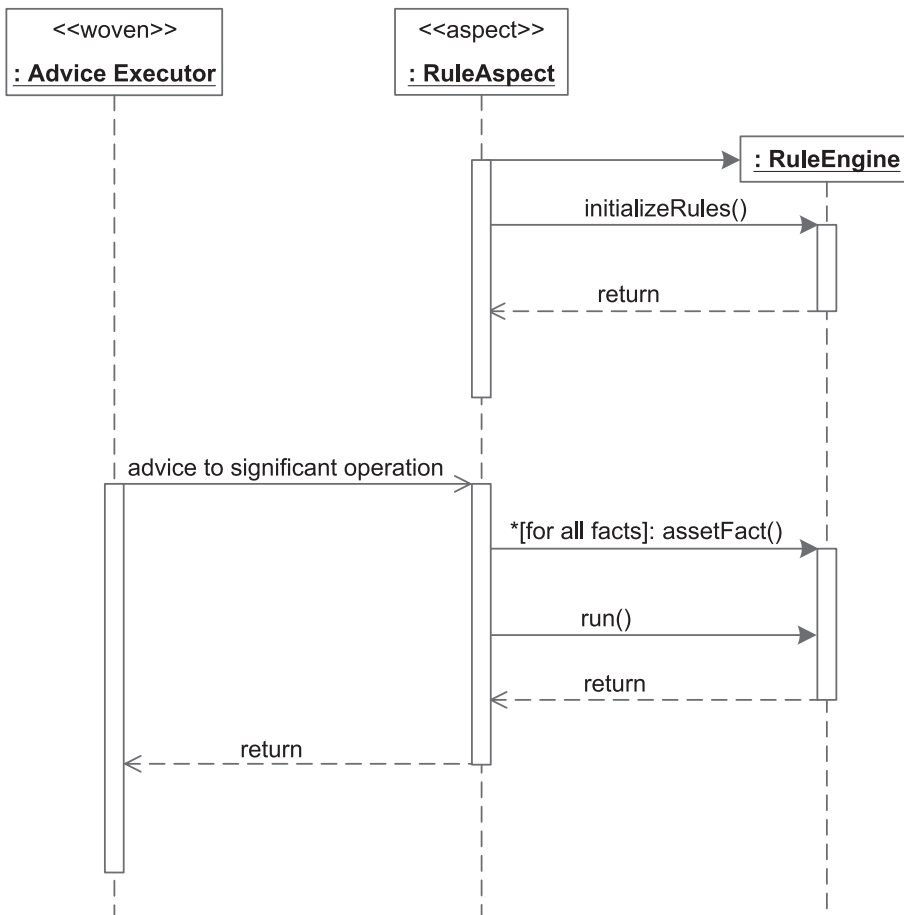 <<woven>>
: Advice Executor
<<aspect>>
: RuleAspect
: RuleEngine
initializeRules()
return
advice to significant operation
*[for all facts]: assetFact()
run()
return
return